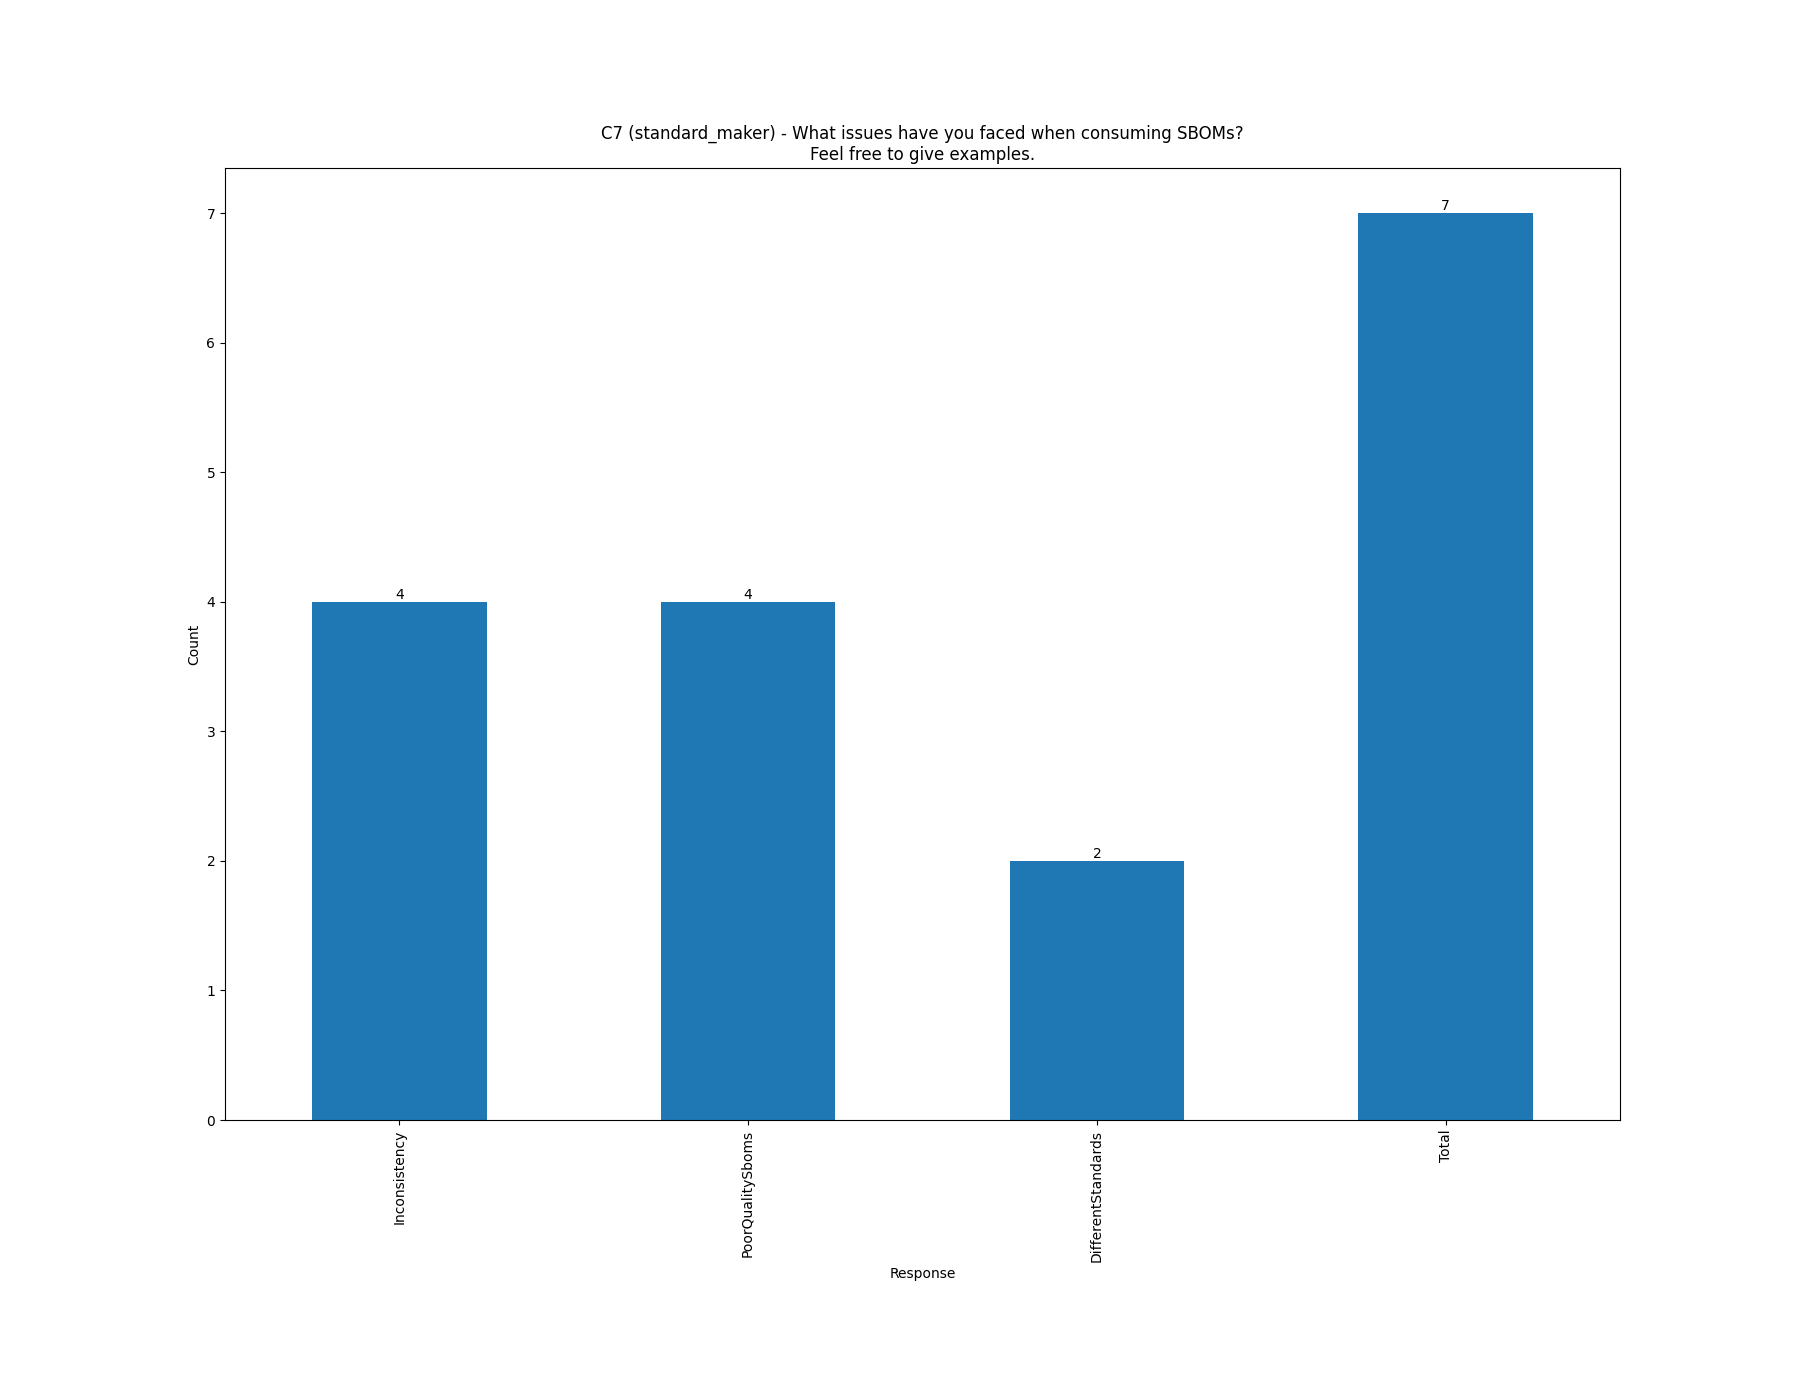 C7 (standard_maker) - What issues have you faced when consuming SBOMs?
Feel free to give examples.
7
6
5
4
3
2
1
0
Count
4
4
2
7
Inconsistency
PoorQualitySboms
DifferentStandards
Total
Response